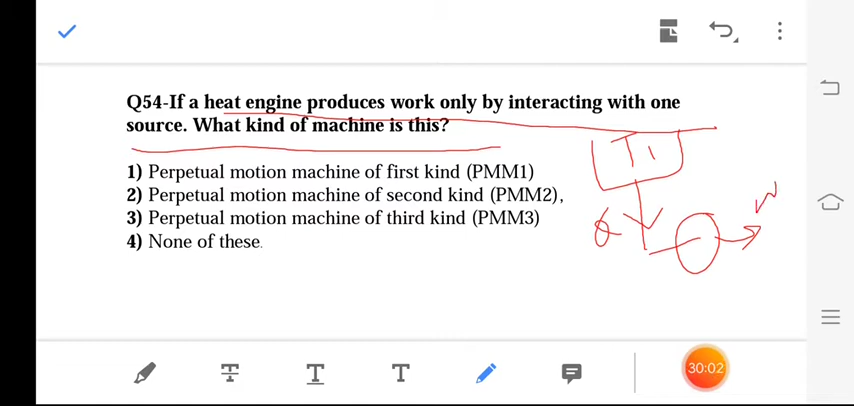 Q54-If a heat engine produces work only by interacting with one
source. What kind of machine is this?
1) Perpetual motion machine of first kind (PMM1)
2) Perpetual motion machine of second kind (PMM2),
3) Perpetual motion machine of third kind (PMM3)
4) None of these.
T1
Q
W
T
T
T
30:02